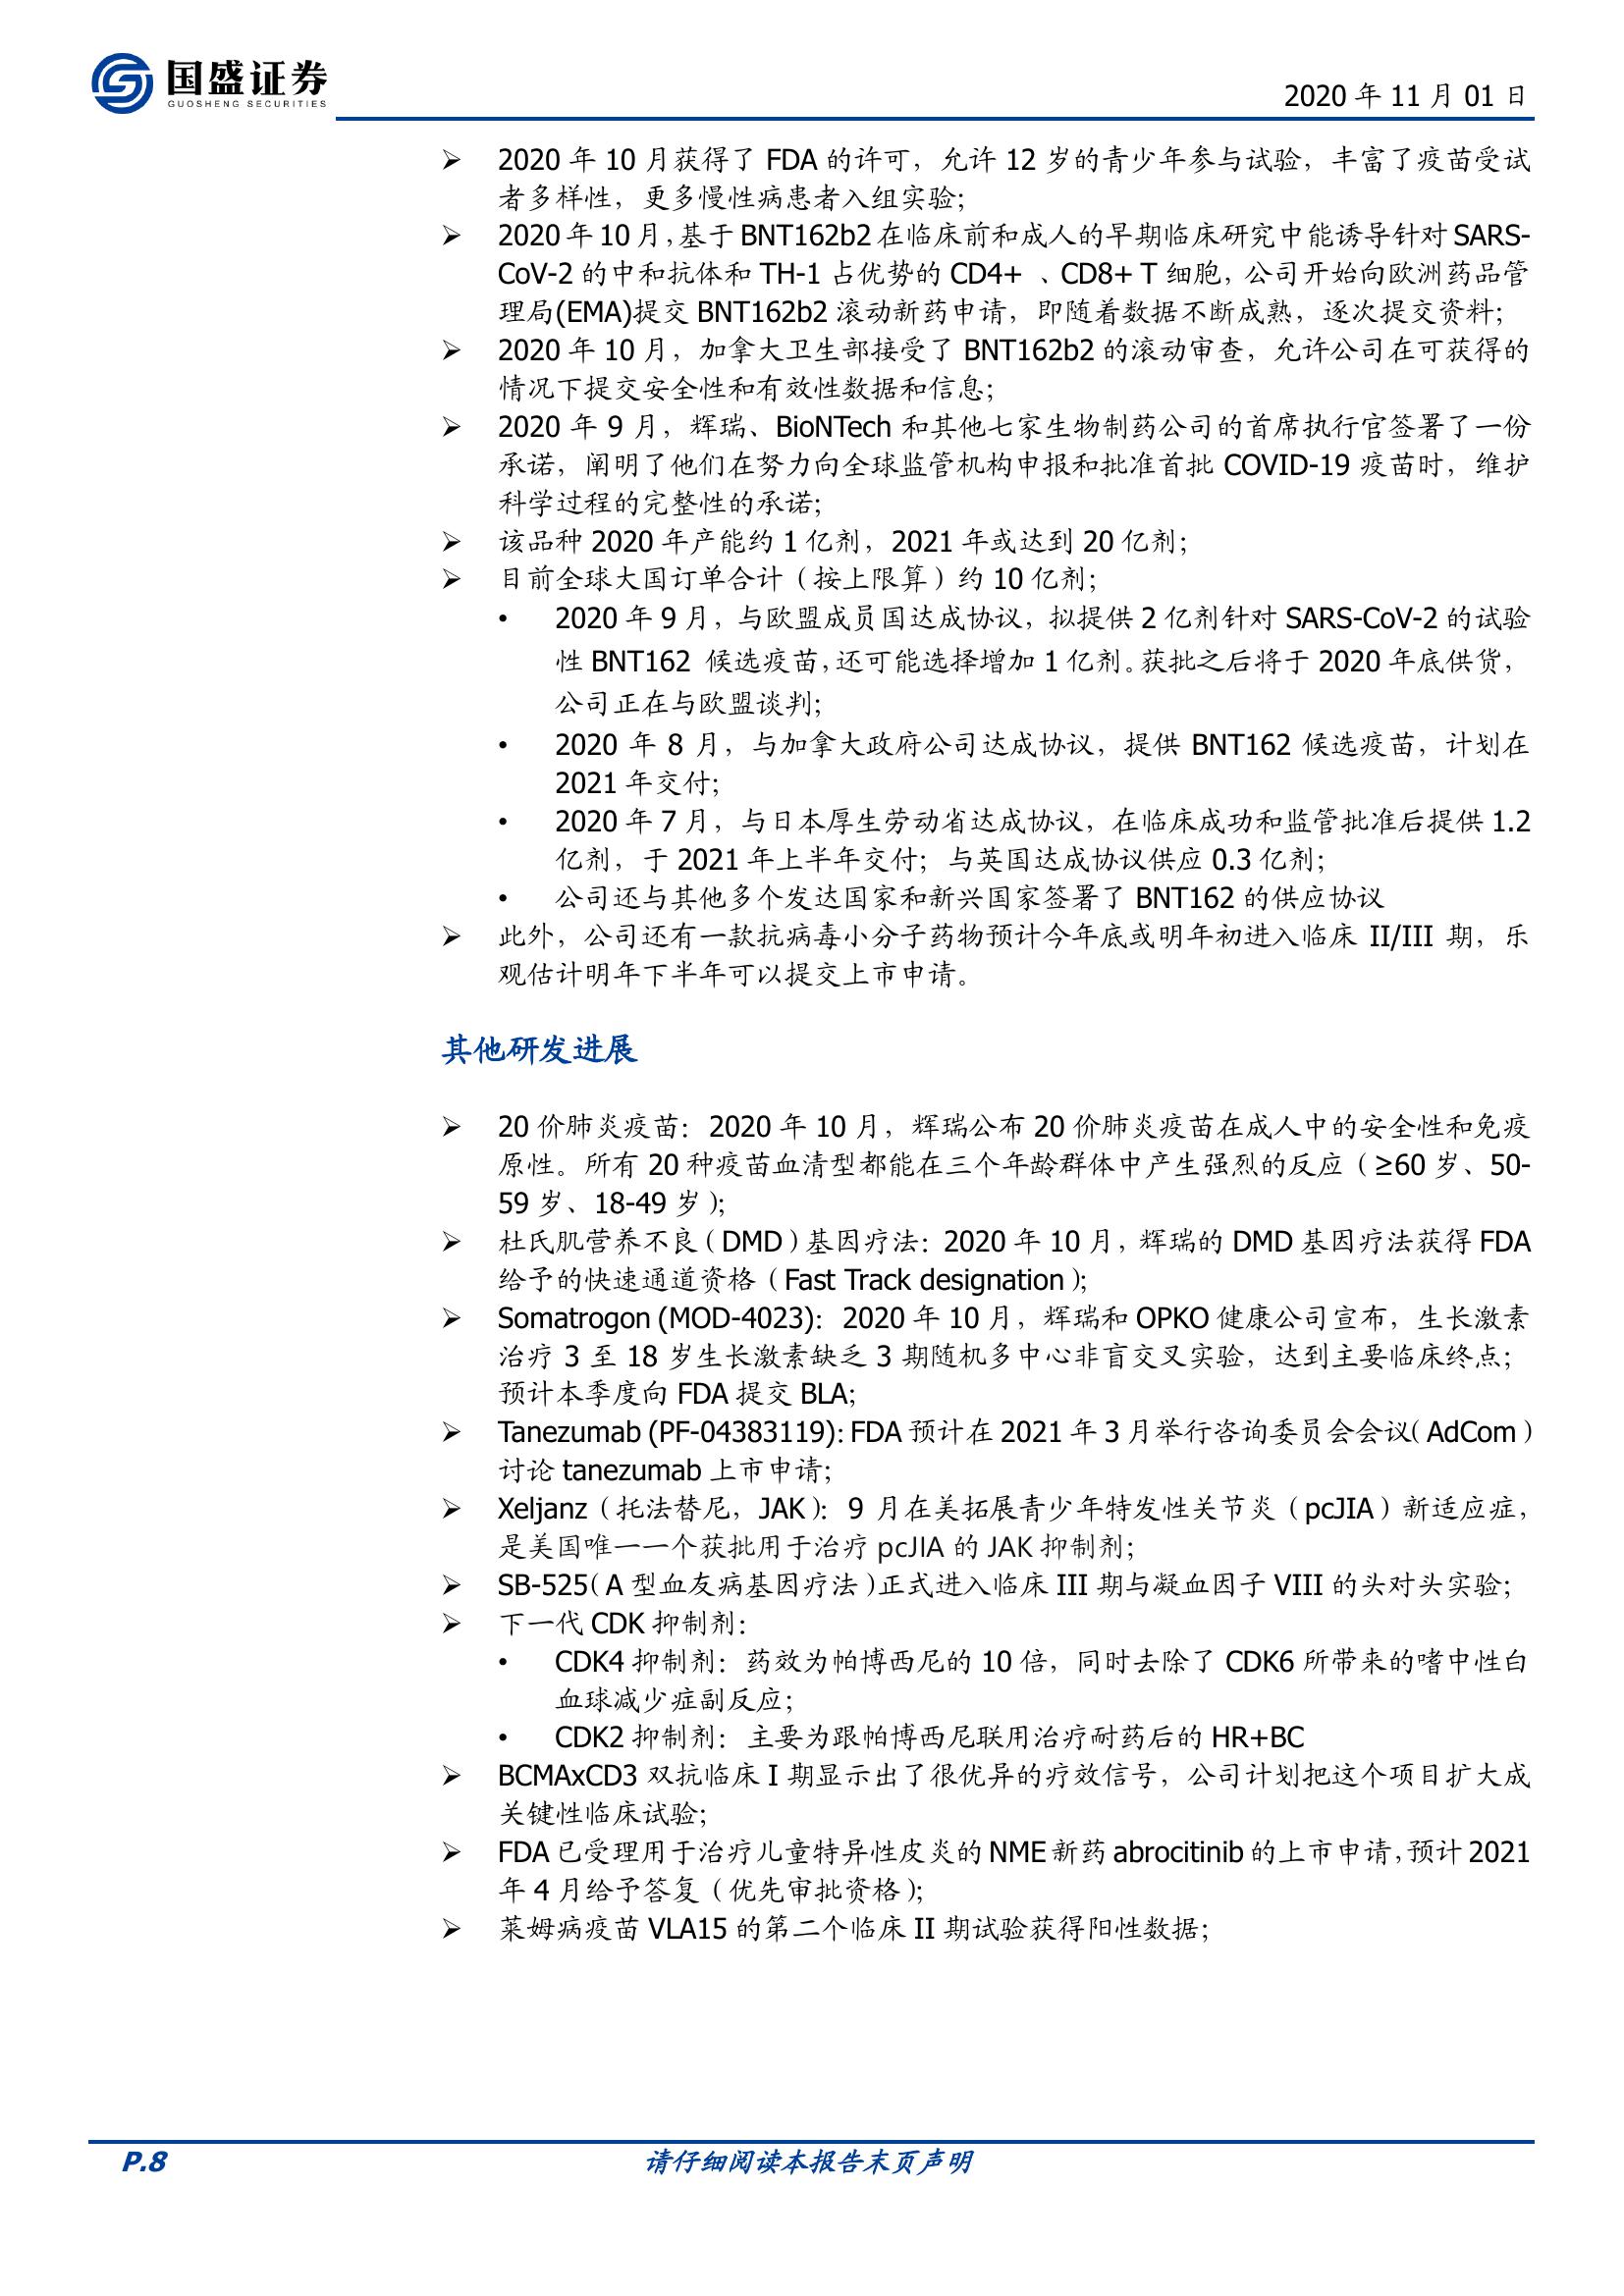 国盛证券
GUOSHENG SECURITIES
2020 年 11 月 01 日
➢ 2020 年 10 月获得了 FDA 的许可，允许 12 岁的青少年参与试验，丰富了疫苗受试
者多样性，更多慢性病患者入组实验；
➢ 2020 年 10 月，基于 BNT162b2 在临床前和成人的早期临床研究中能诱导针对 SARS-
CoV-2 的中和抗体和 TH-1 占优势的 CD4+ 、CD8+ T 细胞，公司开始向欧洲药品管
理局(EMA)提交 BNT162b2 滚动新药申请，即随着数据不断成熟，逐次提交资料；
➢ 2020 年 10 月，加拿大卫生部接受了 BNT162b2 的滚动审查，允许公司在可获得的
情况下提交安全性和有效性数据和信息；
➢ 2020 年 9 月，辉瑞、BioNTech 和其他七家生物制药公司的首席执行官签署了一份
承诺，阐明了他们在努力向全球监管机构申报和批准首批 COVID-19 疫苗时，维护
科学过程的完整性的承诺；
➢ 该品种 2020 年产能约 1 亿剂，2021 年或达到 20 亿剂；
➢ 目前全球大国订单合计（按上限算）约 10 亿剂；
• 2020 年 9 月，与欧盟成员国达成协议，拟提供 2 亿剂针对 SARS-CoV-2 的试验
性 BNT162 候选疫苗，还可能选择增加 1 亿剂。获批之后将于 2020 年底供货，
公司正在与欧盟谈判；
• 2020 年 8 月，与加拿大政府公司达成协议，提供 BNT162 候选疫苗，计划在
2021 年交付；
• 2020 年 7 月，与日本厚生劳动省达成协议，在临床成功和监管批准后提供 1.2
亿剂，于 2021 年上半年交付；与英国达成协议供应 0.3 亿剂；
• 公司还与其他多个发达国家和新兴国家签署了 BNT162 的供应协议
➢ 此外，公司还有一款抗病毒小分子药物预计今年底或明年初进入临床 II/III 期，乐
观估计明年下半年可以提交上市申请。
其他研发进展
➢ 20 价肺炎疫苗：2020 年 10 月，辉瑞公布 20 价肺炎疫苗在成人中的安全性和免疫
原性。所有 20 种疫苗血清型都能在三个年龄群体中产生强烈的反应（≥60 岁、50-
59 岁、18-49 岁）；
➢ 杜氏肌营养不良（DMD）基因疗法：2020 年 10 月，辉瑞的 DMD 基因疗法获得 FDA
给予的快速通道资格（Fast Track designation）；
➢ Somatrogon (MOD-4023)：2020 年 10 月，辉瑞和 OPKO 健康公司宣布，生长激素
治疗 3 至 18 岁生长激素缺乏 3 期随机多中心非盲交叉实验，达到主要临床终点；
预计本季度向 FDA 提交 BLA；
➢ Tanezumab (PF-04383119)：FDA 预计在 2021 年 3 月举行咨询委员会会议（AdCom）
讨论 tanezumab 上市申请；
➢ Xeljanz（托法替尼，JAK）：9 月在美拓展青少年特发性关节炎（pcJIA）新适应症，
是美国唯一一个获批用于治疗 pcJIA 的 JAK 抑制剂；
➢ SB-525（A 型血友病基因疗法）正式进入临床 III 期与凝血因子 VIII 的头对头实验；
➢ 下一代 CDK 抑制剂：
• CDK4 抑制剂：药效为帕博西尼的 10 倍，同时去除了 CDK6 所带来的嗜中性白
血球减少症副反应；
• CDK2 抑制剂：主要为跟帕博西尼联用治疗耐药后的 HR+BC
➢ BCMAxCD3 双抗临床 I 期显示出了很优异的疗效信号，公司计划把这个项目扩大成
关键性临床试验；
➢ FDA 已受理用于治疗儿童特异性皮炎的 NME 新药 abrocitinib 的上市申请，预计 2021
年 4 月给予答复（优先审批资格）；
➢ 莱姆病疫苗 VLA15 的第二个临床 II 期试验获得阳性数据；
P.8
请仔细阅读本报告末页声明